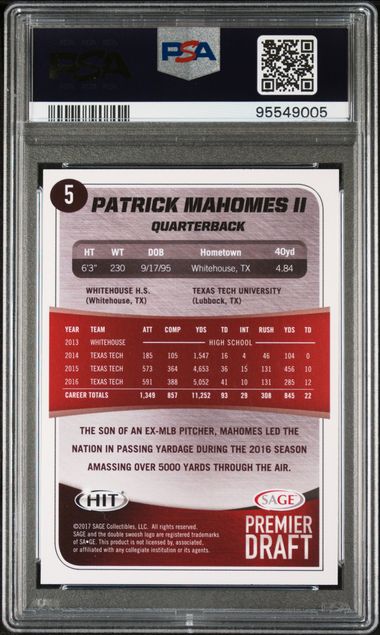 PSA
PSA
95549005
5
PATRICK MAHOMES II
QUARTERBACK
HT WT DOB Hometown 40yd
6'3" 230 9/17/95 Whitehouse, TX 4.84
WHITEHOUSE H.S. TEXAS TECH UNIVERSITY
(Whitehouse, TX) (Lubback, TX)
YEAR TEAM ATT COMP YDS TD INT RUSH YDS TD
2013 WHITEHOUSE HIGH SCHOOL
2014 TEXAS TECH 185 105 1,547 16 4 46 104 0
2015 TEXAS TECH 573 364 4,653 36 15 131 456 10
2016 TEXAS TECH 591 388 5,052 41 10 131 285 12
CAREER TOTALS 1,349 857 11,252 93 29 308 845 22
THE SON OF AN EX-MLB PITCHER, MAHOMES LED THE
NATION IN PASSING YARDAGE DURING THE 2016 SEASON
AMASSING OVER 5000 YARDS THROUGH THE AIR.
HIT SAGE
PREMIER
DRAFT
©2017 SAGE Collectibles, LLC. All rights reserved.
SAGE and the double swoosh logo are registered trademarks
of SA•GE. This product is not licensed by, associated,
or affiliated with any collegiate institution or its agents.